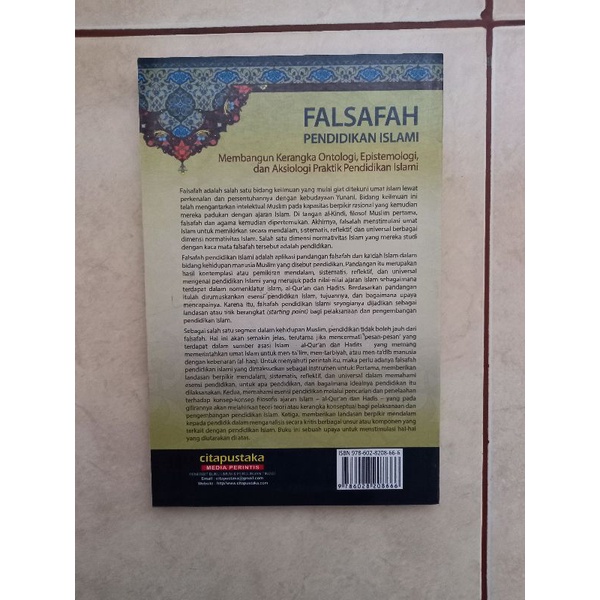 FALSAFAH
PENDIDIKAN ISLAMI
Membangun Kerangka Ontologi, Epistemologi,
dan Aksiologi Praktik Pendidikan Islami
Falsafah adalah salah satu bidang keilmuan yang mulai giat ditekuni umat Islam lewat
perkenalan dan persentuhannya dengan kebudayaan Yunani. Bidang keilmuan ini
telah mengantarkan intelektual Muslim pada kapasitas berpikir rasional yang kemudian
mereka padukan dengan ajaran Islam. Di tangan al-Kindi, filosof Muslim pertama,
falsafah dan agama kemudian dipertemukan. Akhirnya, falsafah menstimulasi umat
Islam untuk memikirkan secara mendalam, sistematis, reflektif, dan universal berbagai
dimensi normativitas Islam. Salah satu dimensi normativitas Islam yang mereka studi
dengan kaca mata falsafah tersebut adalah pendidikan.
Falsafah pendidikan Islami adalah aplikasi pandangan falsafah dan kaidah Islam dalam
bidang kehidupan manusia Muslim yang disebut pendidikan. Pandangan itu merupakan
hasil kontemplasi atau pemikiran mendalam, sistematis, reflektif, dan universal
mengenai pendidikan Islami yang merujuk pada nilai-nilai ajaran Islam sebagaimana
terdapat dalam nomenklatur Islam, al-Qur'an dan Hadits. Berdasarkan pandangan
itulah dirumuskankan esensi pendidikan Islam, tujuannya, dan bagaimana upaya
mencapainya. Karena itu, falsafah pendidikan Islami seyogianya dijadikan sebagai
landasan atau titik berangkat (starting point) bagi pelaksanaan dan pengembangan
pendidikan Islam.
Sebagai salah satu segmen dalam kehidupan Muslim, pendidikan tidak boleh jauh dari
falsafah. Hal ini akan semakin jelas, terutama jika mencermati 'pesan-pesan' yang
terdapat dalam sumber asasi Islam al-Qur'an dan Hadits yang memang
memerintahkan umat Islam untuk men-ta'lim, men-tarbiyah, atau men-ta'dib manusia
dengan kebenaran (al-haq). Untuk menyahuti perintah itu, maka perlu adanya falsafah
pendidikan Islami yang dimaksudkan sebagai instrumen untuk: Pertama, memberikan
landasan berpikir mendalam, sistematis, reflektif, dan universal dalam memahami
esensi pendidikan, untuk apa pendidikan, dan bagaimana idealnya pendidikan itu
dilaksanakan. Kedua, memahami esensi pendidikan melalui pencarian dan penelaahan
terhadap konsep-konsep filosofis ajaran Islam – al-Qur'an dan Hadis – yang pada
gilirannya akan melahirkan teori-teori atau kerangka konseptual bagi pelaksanaan dan
pengembangan pendidikan Islami. Ketiga, memberikan landasan berpikir mendalam
kepada pendidik dalam menganalisis secara kritis berbagai unsur atau komponen yang
terkait dengan pendidikan Islam. Buku ini sebuah upaya untuk menstimulasi hal-hal
yang diutarakan di atas.
citapustaka
MEDIA PERINTIS
Email : citapustaka@gmail.com
Website : http://www.citapustaka.com
ISBN 978-602-8208-66-6
9 786028 208666